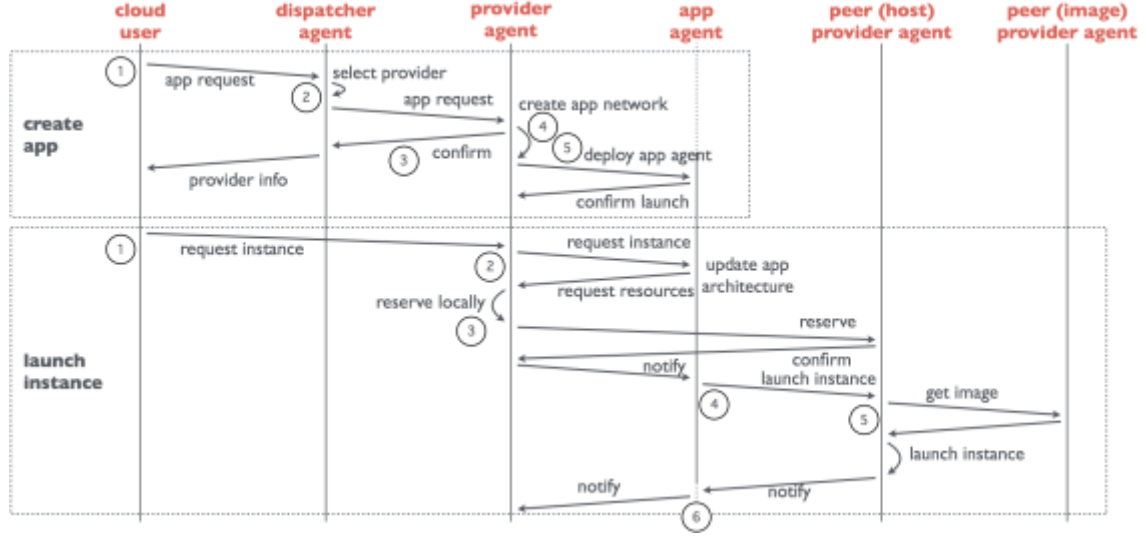 cloud user
dispatcher agent
provider agent
app agent
peer (host) provider agent
peer (image) provider agent
create app
1
app request
select provider
2
app request
create app network
4
5
3
confirm
deploy app agent
provider info
confirm launch
launch instance
1
request instance
request instance
2
update app architecture
request resources
reserve locally
3
reserve
confirm
notify
launch instance
4
get image
5
launch instance
notify
notify
6